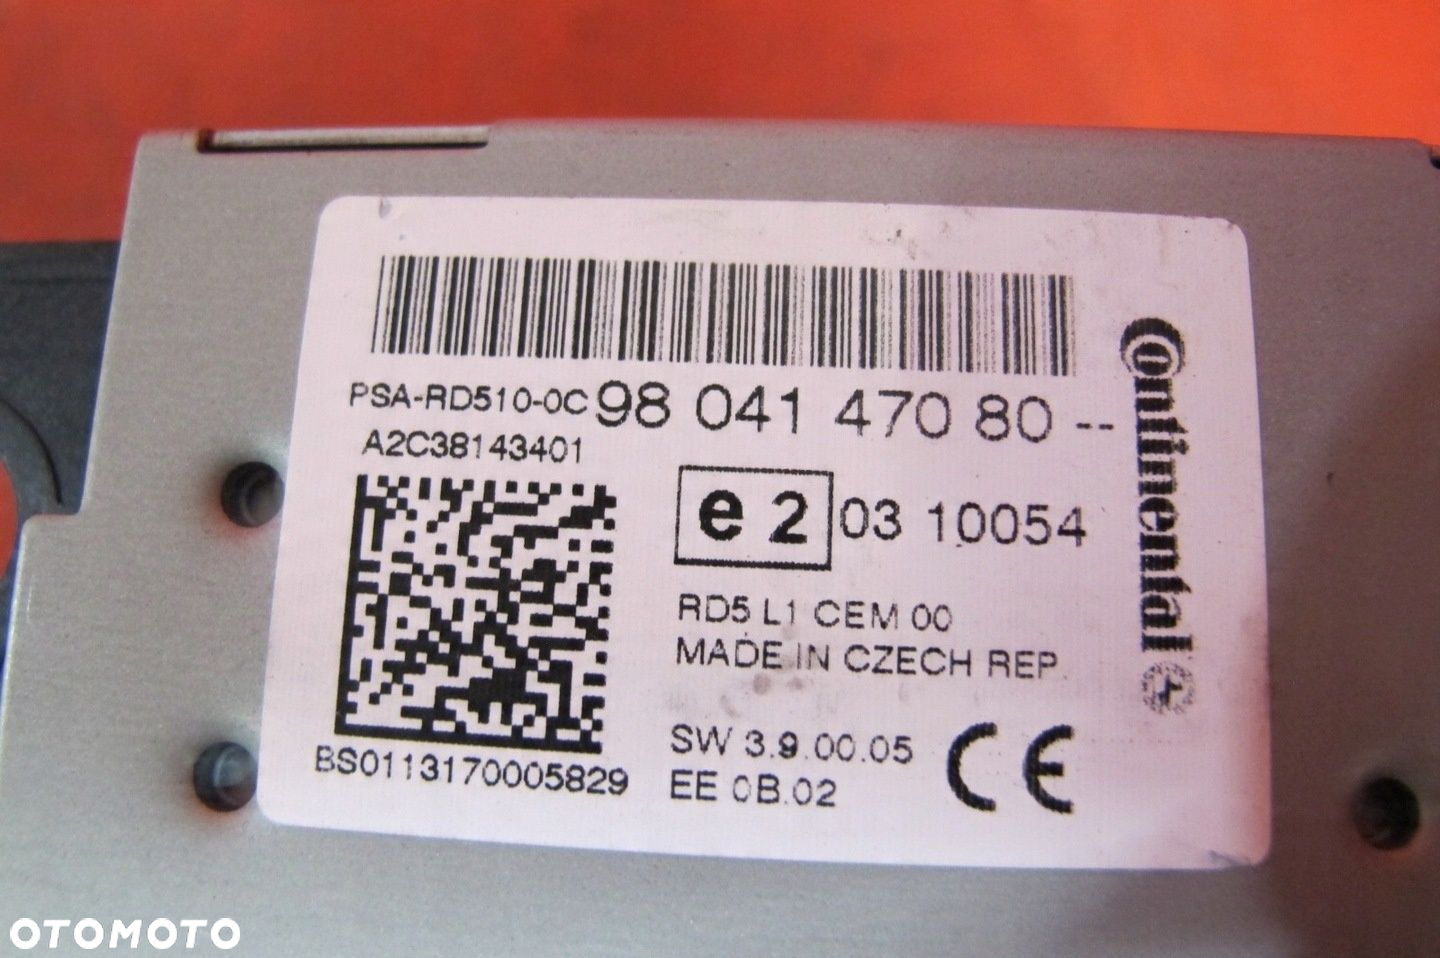 PSA-RD510-0C 98 041 470 80 --
A2C38143401
e2 03 10054
RD5 L1 CEM 00
MADE IN CZECH REP.
SW 3.9.00.05
EE 0B.02
CE
BS0113170005829
Continental
OTOMOTO